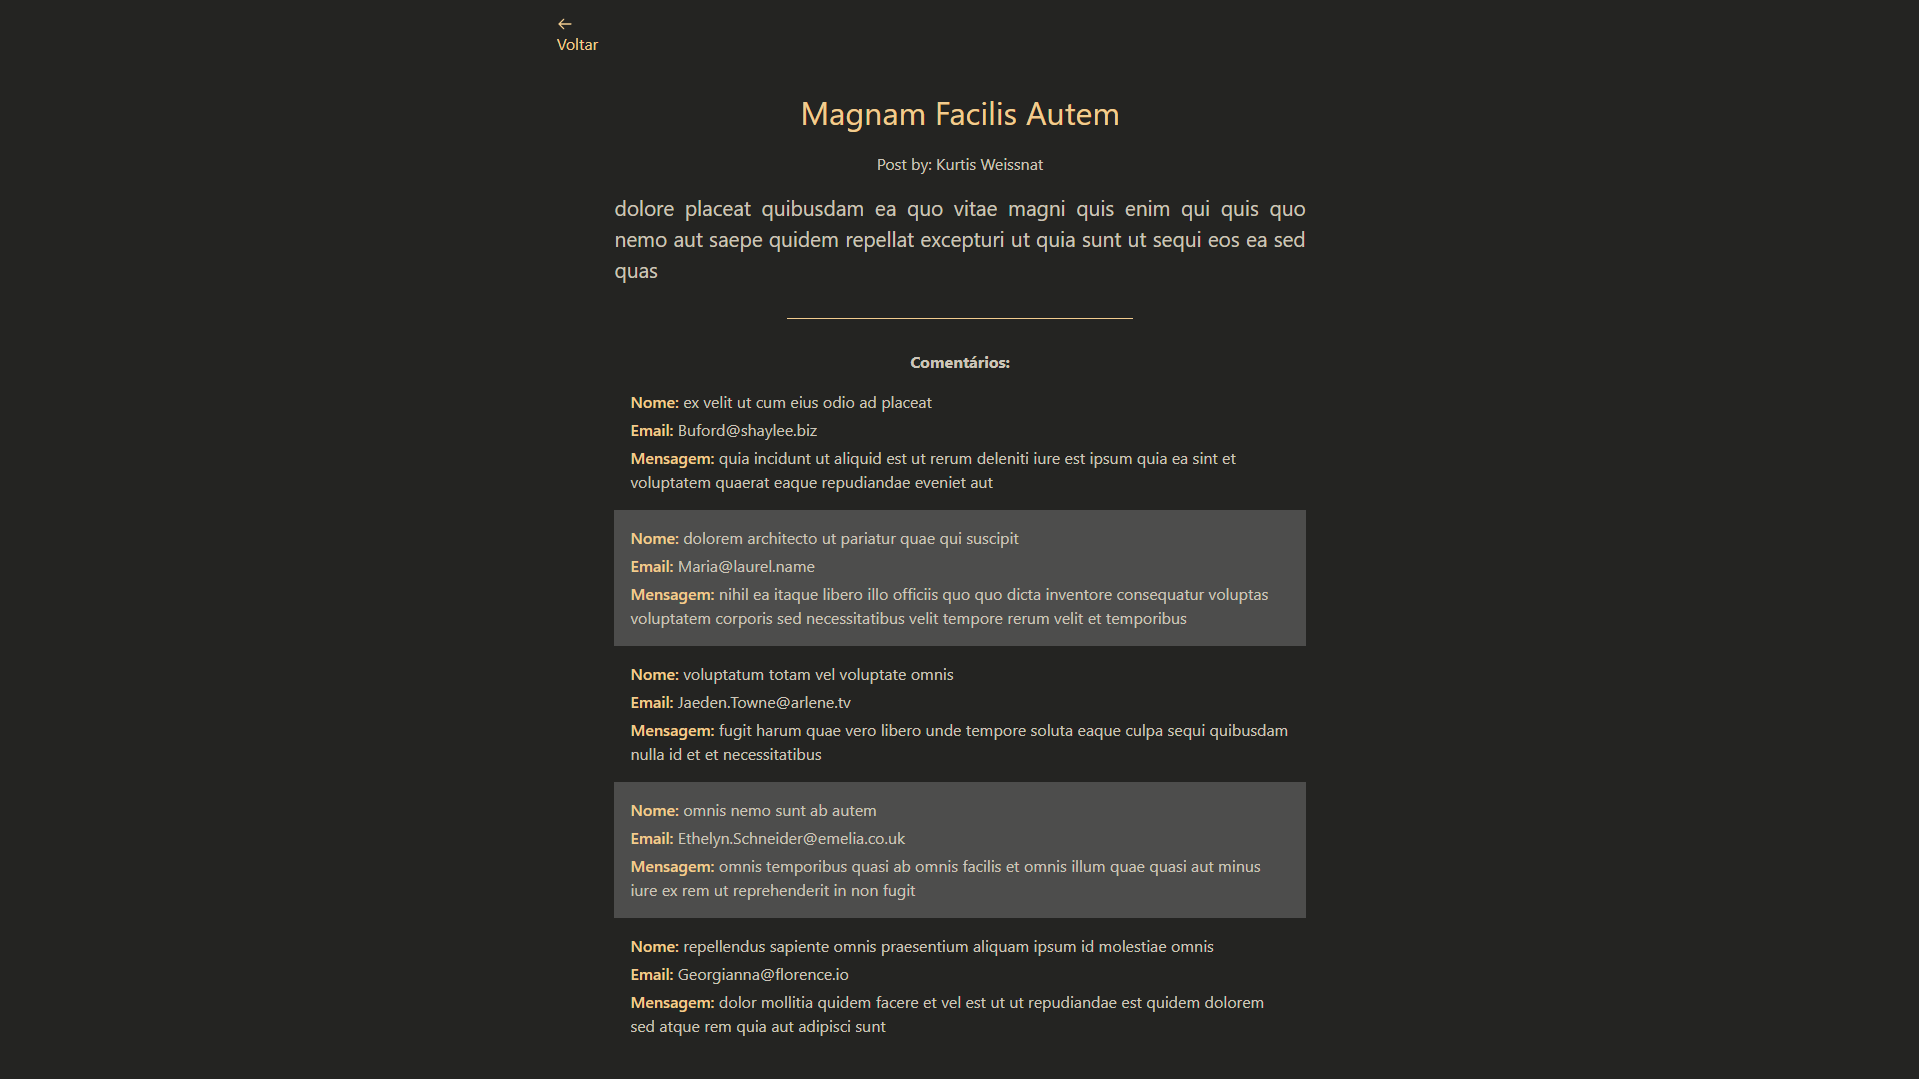 ←
Voltar
Magnam Facilis Autem
Post by: Kurtis Weissnat
dolore placeat quibusdam ea quo vitae magni quis enim qui quis quo
nemo aut saepe quidem repellat excepturi ut quia sunt ut sequi eos ea sed
quas
Comentários:
Nome: ex velit ut cum eius odio ad placeat
Email: Buford@shaylee.biz
Mensagem: quia incidunt ut aliquid est ut rerum deleniti iure est ipsum quia ea sint et
voluptatem quaerat eaque repudiandae eveniet aut
Nome: dolorem architecto ut pariatur quae qui suscipit
Email: Maria@laurel.name
Mensagem: nihil ea itaque libero illo officiis quo quo dicta inventore consequatur voluptas
voluptatem corporis sed necessitatibus velit tempore rerum velit et temporibus
Nome: voluptatum totam vel voluptate omnis
Email: Jaeden.Towne@arlene.tv
Mensagem: fugit harum quae vero libero unde tempore soluta eaque culpa sequi quibusdam
nulla id et et necessitatibus
Nome: omnis nemo sunt ab autem
Email: Ethelyn.Schneider@emelia.co.uk
Mensagem: omnis temporibus quasi ab omnis facilis et omnis illum quae quasi aut minus
iure ex rem ut reprehenderit in non fugit
Nome: repellendus sapiente omnis praesentium aliquam ipsum id molestiae omnis
Email: Georgianna@florence.io
Mensagem: dolor mollitia quidem facere et vel est ut ut repudiandae est quidem dolorem
sed atque rem quia aut adipisci sunt